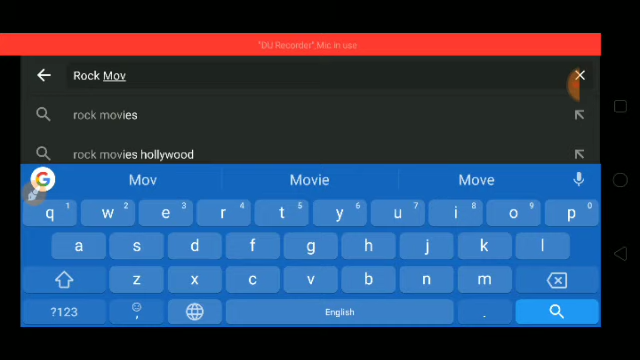 "DU Recorder" Mic in use
Rock Mov
rock movies
rock movies hollywood
G Mov Movie Move
q 1 w 2 e 3 r 4 t 5 y 6 u 7 i 8 o 9 p 0
a s d f g h j k l
z x c v b n m
?123 , English .